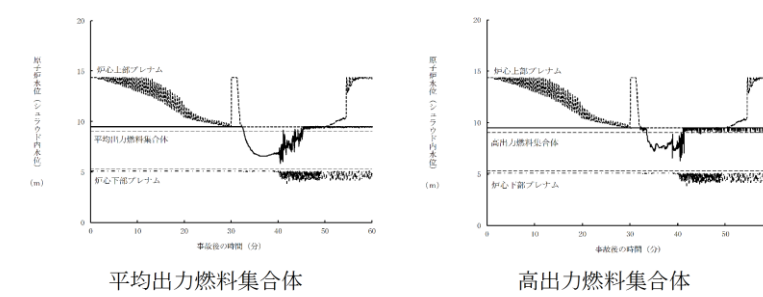 20
15
10
5
0
原子炉水位（シュラウド内水位）
（m）
炉心上部プレナム
平均出力燃料集合体
炉心下部プレナム
0 10 20 30 40 50 60
事故後の時間（分）
平均出力燃料集合体
20
15
10
5
0
原子炉水位（シュラウド内水位）
（m）
炉心上部プレナム
高出力燃料集合体
炉心下部プレナム
0 10 20 30 40 50
事故後の時間（分）
高出力燃料集合体